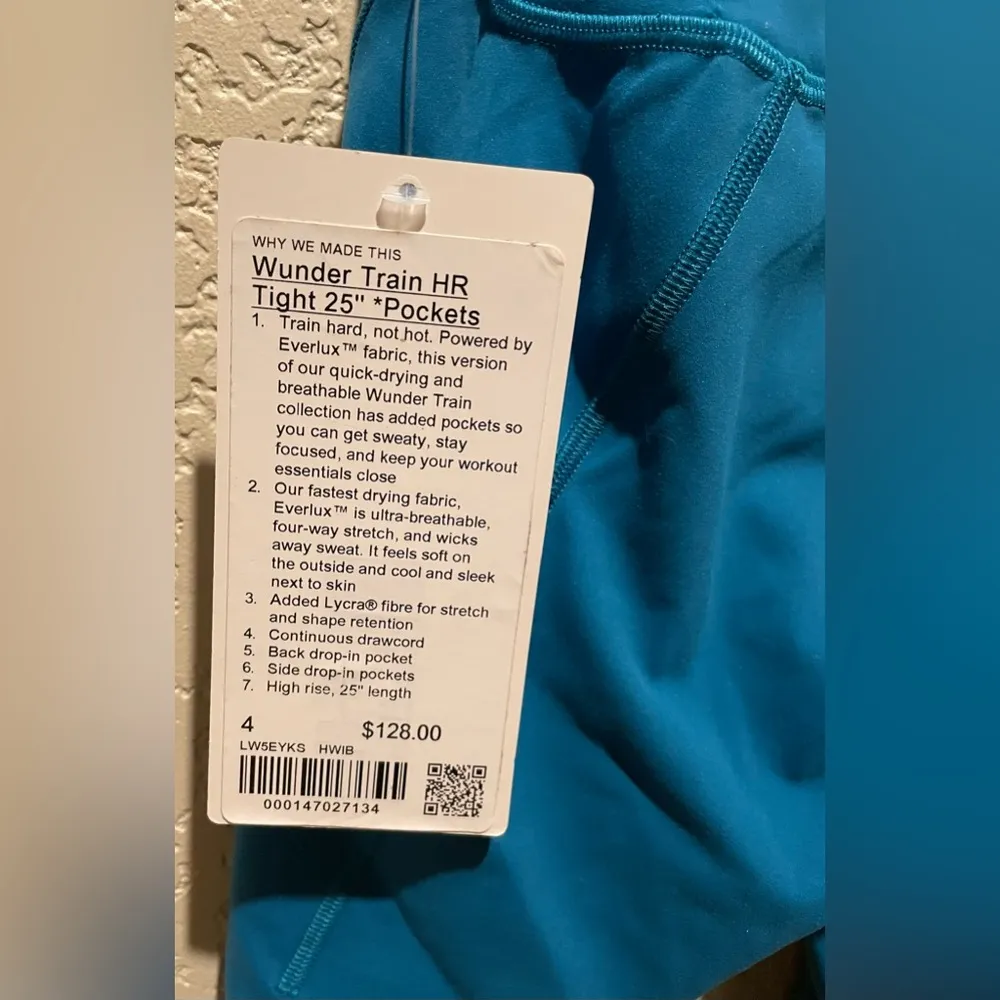 WHY WE MADE THIS
Wunder Train HR
Tight 25" *Pockets
1. Train hard, not hot. Powered by
Everlux™ fabric, this version
of our quick-drying and
breathable Wunder Train
collection has added pockets so
you can get sweaty, stay
focused, and keep your workout
essentials close
2. Our fastest drying fabric,
Everlux™ is ultra-breathable,
four-way stretch, and wicks
away sweat. It feels soft on
the outside and cool and sleek
next to skin
3. Added Lycra® fibre for stretch
and shape retention
4. Continuous drawcord
5. Back drop-in pocket
6. Side drop-in pockets
7. High rise, 25" length
4 $128.00
LW5EYKS HWIB
000147027134